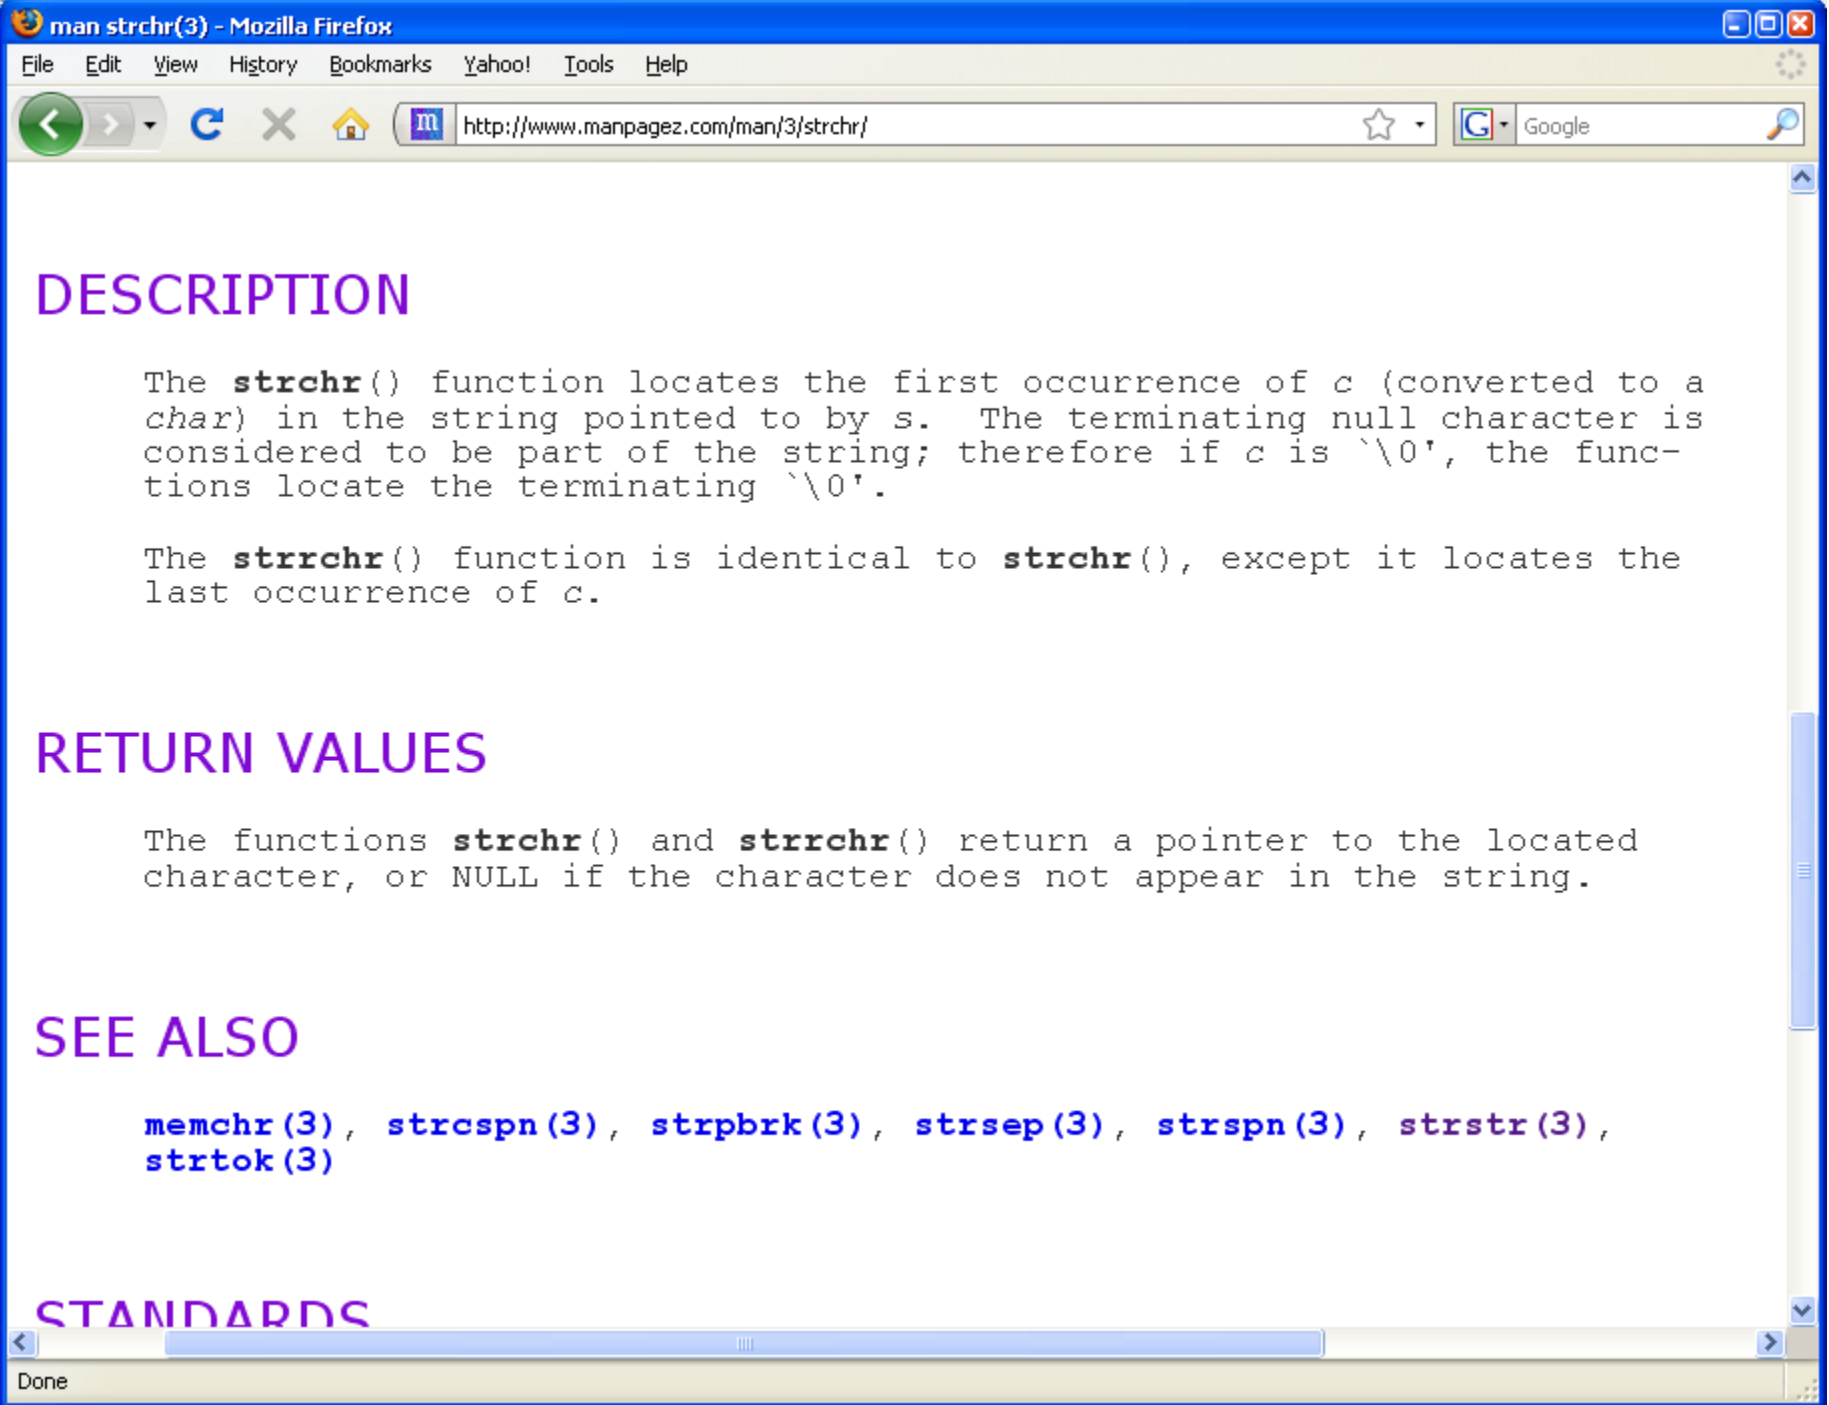 man strchr(3) - Mozilla Firefox
File Edit View History Bookmarks Yahoo! Tools Help
m http://www.manpagez.com/man/3/strchr/ G Google
DESCRIPTION
The strchr() function locates the first occurrence of c (converted to a
char) in the string pointed to by s.  The terminating null character is
considered to be part of the string; therefore if c is `\0', the func-
tions locate the terminating `\0'.
The strrchr() function is identical to strchr(), except it locates the
last occurrence of c.
RETURN VALUES
The functions strchr() and strrchr() return a pointer to the located
character, or NULL if the character does not appear in the string.
SEE ALSO
memchr(3), strcspn(3), strpbrk(3), strsep(3), strspn(3), strstr(3),
strtok(3)
STANDARDS
Done